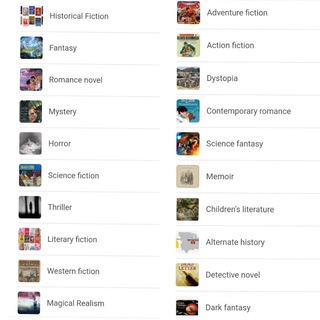 Historical Fiction
Fantasy
Romance novel
Mystery
Horror
Science fiction
Thriller
Literary fiction
Western fiction
Magical Realism
Adventure fiction
Action fiction
Dystopia
Contemporary romance
Science fantasy
Memoir
Children's literature
Alternate history
Detective novel
Dark fantasy